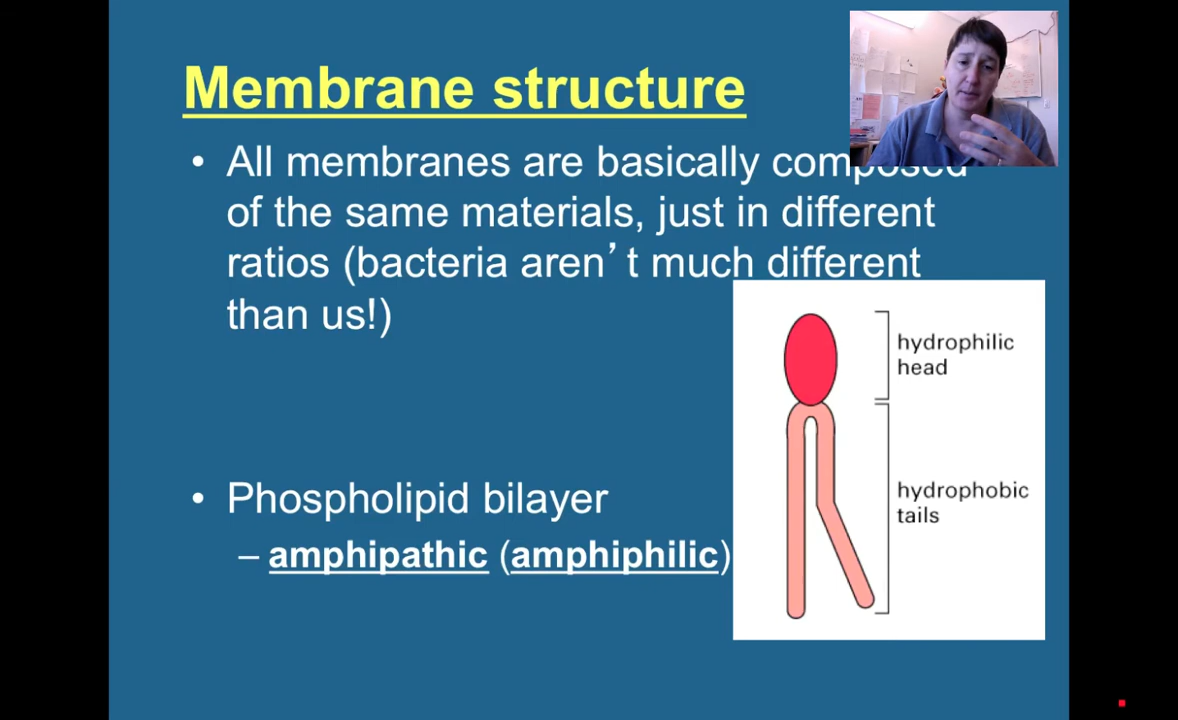 Membrane structure
• All membranes are basically composed
of the same materials, just in different
ratios (bacteria aren’t much different
than us!)
hydrophilic
head
hydrophobic
tails
• Phospholipid bilayer
– amphipathic (amphiphilic)